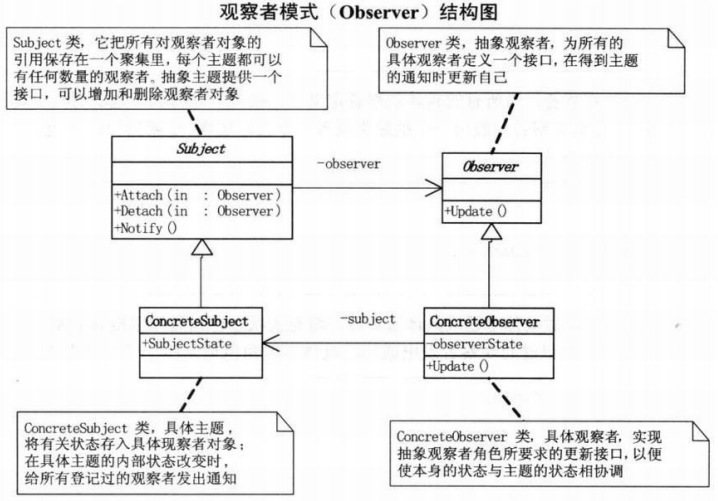 观察者模式（Observer）结构图
Subject 类，它把所有对观察者对象的
引用保存在一个聚集里，每个主题都可以
有任何数量的观察者。抽象主题提供一个
接口，可以增加和删除观察者对象
Observer 类，抽象观察者，为所有的
具体观察者定义一个接口，在得到主题
的通知时更新自己
Subject
+Attach(in : Observer)
+Detach(in : Observer)
+Notify()
-observer
Observer
+Update()
ConcreteSubject
+SubjectState
-subject
ConcreteObserver
-observerState
+Update()
ConcreteSubject 类，具体主题，
将有关状态存入具体现察者对象；
在具体主题的内部状态改变时，
给所有登记过的观察者发出通知
ConcreteObserver 类，具体观察者，实现
抽象观察者角色所要求的更新接口，以便
使本身的状态与主题的状态相协调